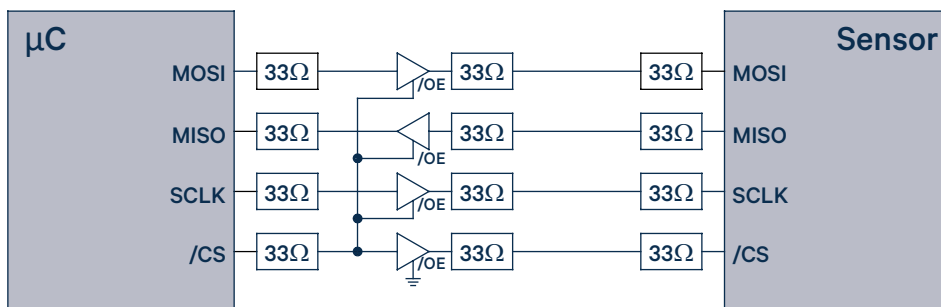 μC Sensor
MOSI 33Ω /OE 33Ω 33Ω MOSI
MISO 33Ω /OE 33Ω 33Ω MISO
SCLK 33Ω /OE 33Ω 33Ω SCLK
/CS 33Ω /OE 33Ω 33Ω /CS